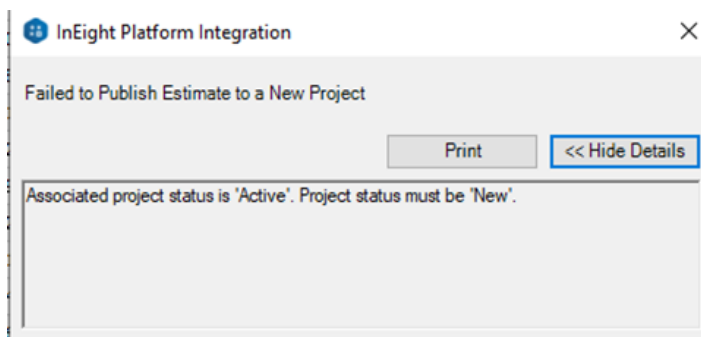 InEight Platform Integration
Failed to Publish Estimate to a New Project
Print
<< Hide Details
Associated project status is 'Active'. Project status must be 'New'.